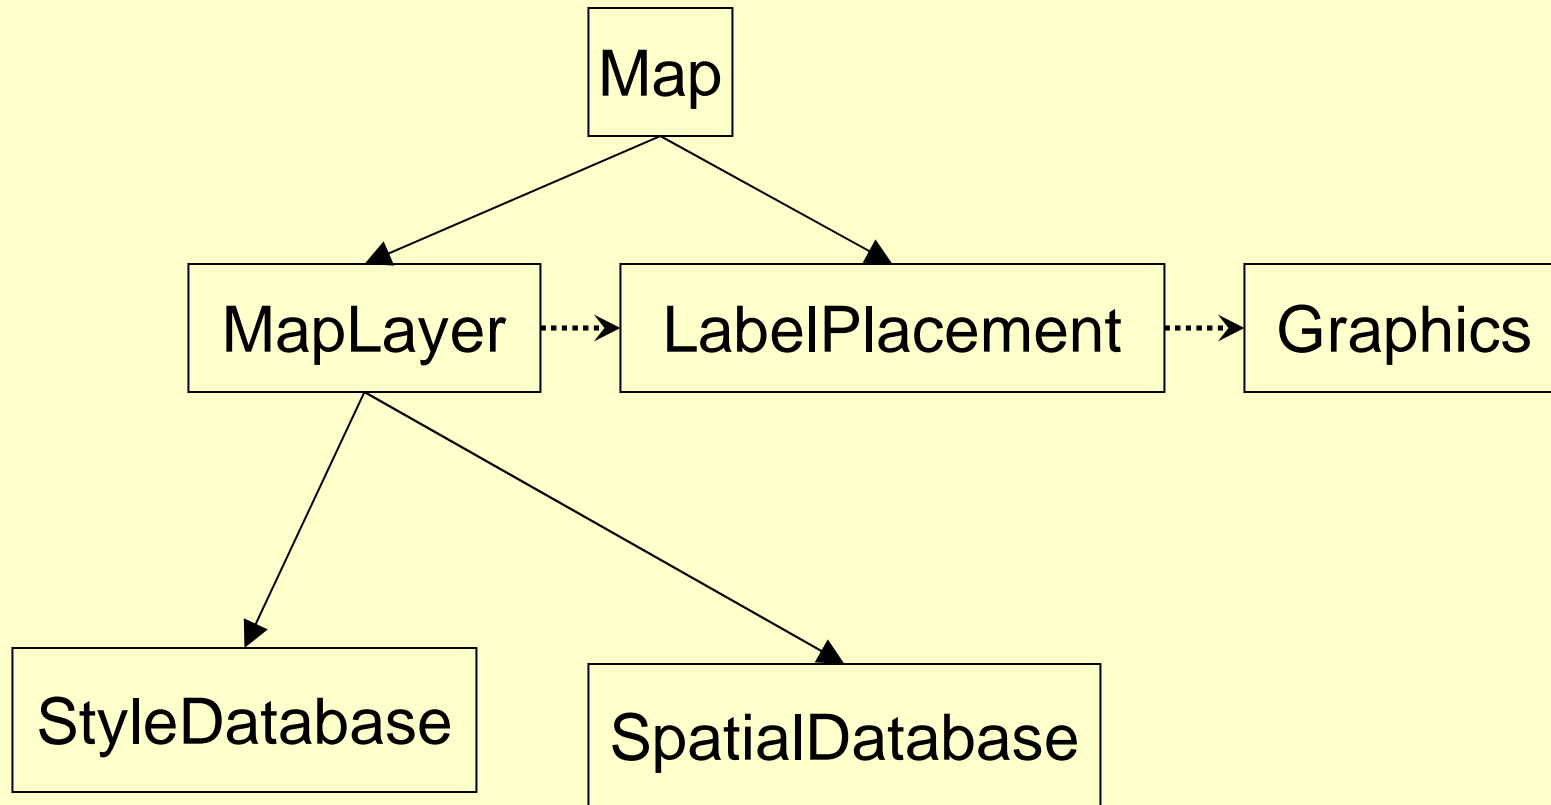 Map
MapLayer
LabelPlacement
Graphics
StyleDatabase
SpatialDatabase